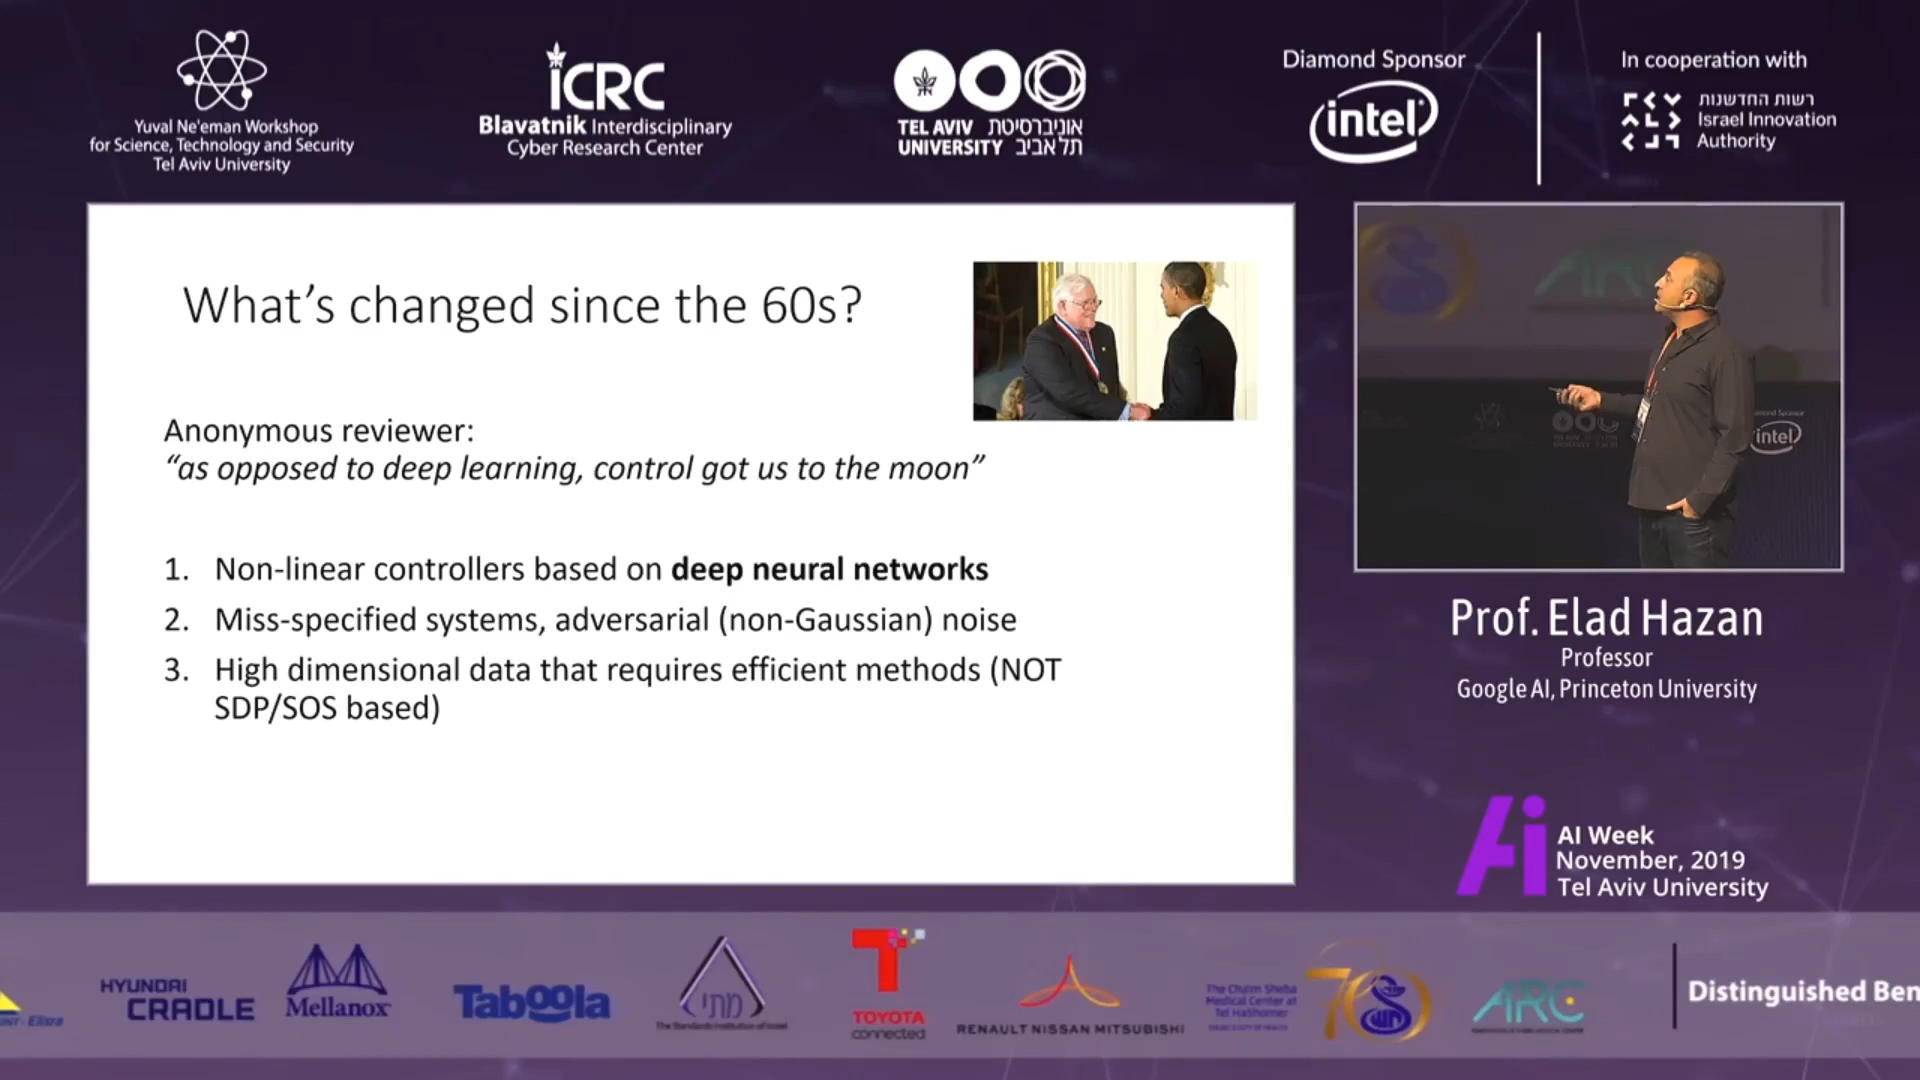 Yuval Ne'eman Workshop
for Science, Technology and Security
Tel Aviv University
ICRC
Blavatnik Interdisciplinary
Cyber Research Center
TEL AVIV אוניברסיטת
UNIVERSITY תל אביב
Diamond Sponsor
intel
In cooperation with
רשות החדשנות
Israel Innovation
Authority
What's changed since the 60s?
Anonymous reviewer:
“as opposed to deep learning, control got us to the moon”
1. Non-linear controllers based on deep neural networks
2. Miss-specified systems, adversarial (non-Gaussian) noise
3. High dimensional data that requires efficient methods (NOT
SDP/SOS based)
intel
Prof. Elad Hazan
Professor
Google AI, Princeton University
Ai
AI Week
November, 2019
Tel Aviv University
HYUNDAI
CRADLE
Mellanox
Taboola
מתי
The Standards Institution of Israel
TOYOTA
connected
RENAULT NISSAN MITSUBISHI
The Chaim Sheba
Medical Center at
Tel HaShomer
70
ARC
Distinguished Ben